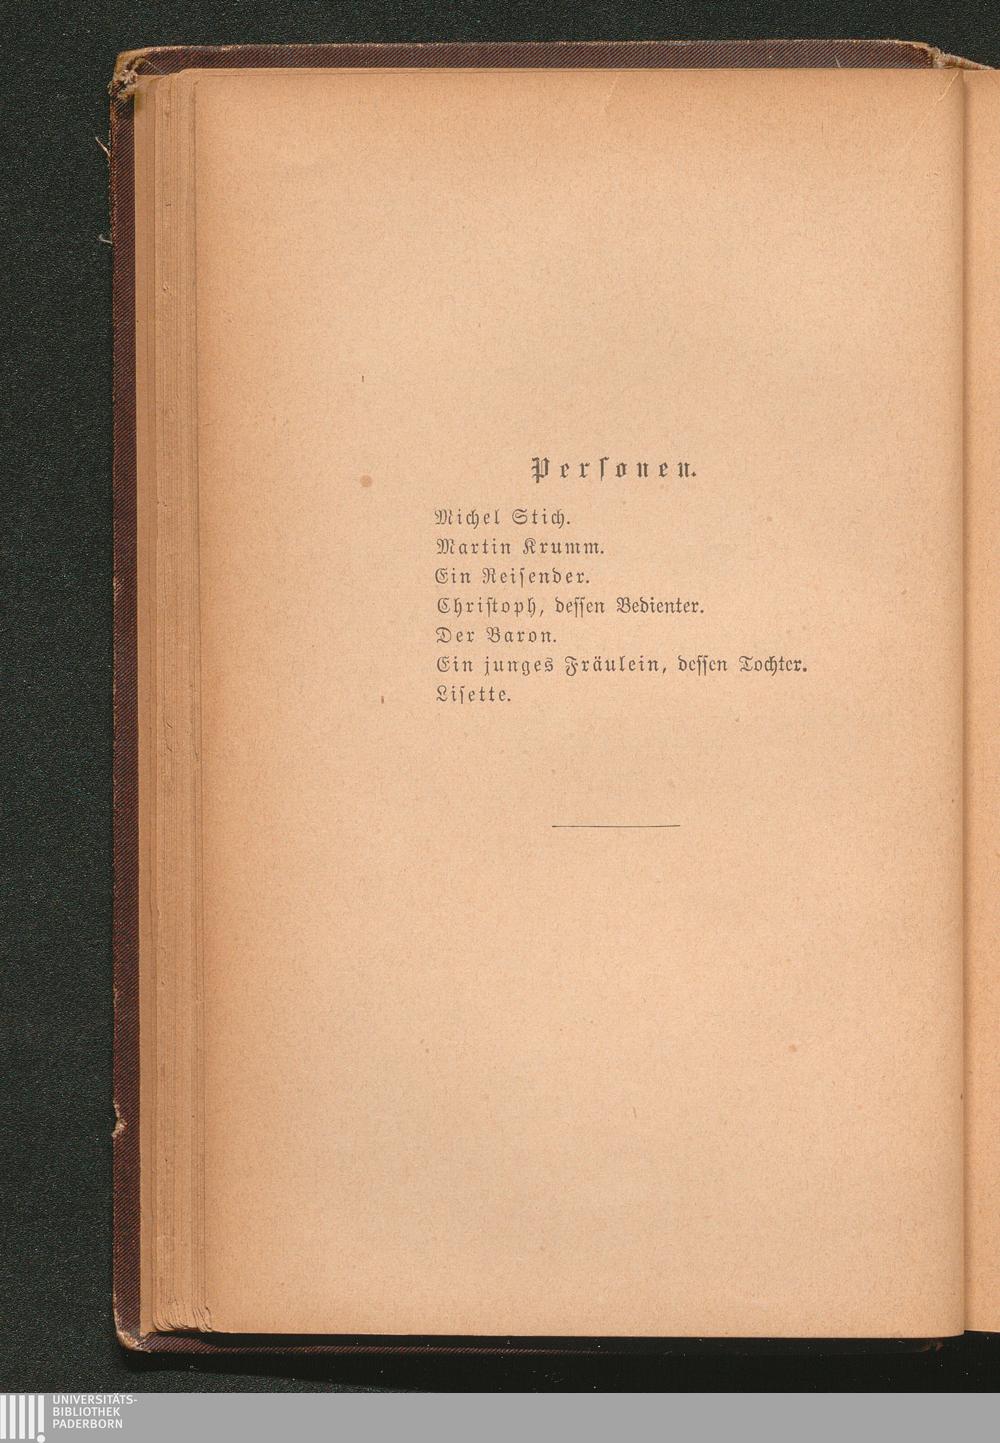 Perſonen.
Michel Stich.
Martin Krumm.
Ein Reiſender.
Chriſtoph, deſſen Bedienter.
Der Baron.
Ein junges Fräulein, deſſen Tochter.
Liſette.
UNIVERSITÄTS-
BIBLIOTHEK
PADERBORN